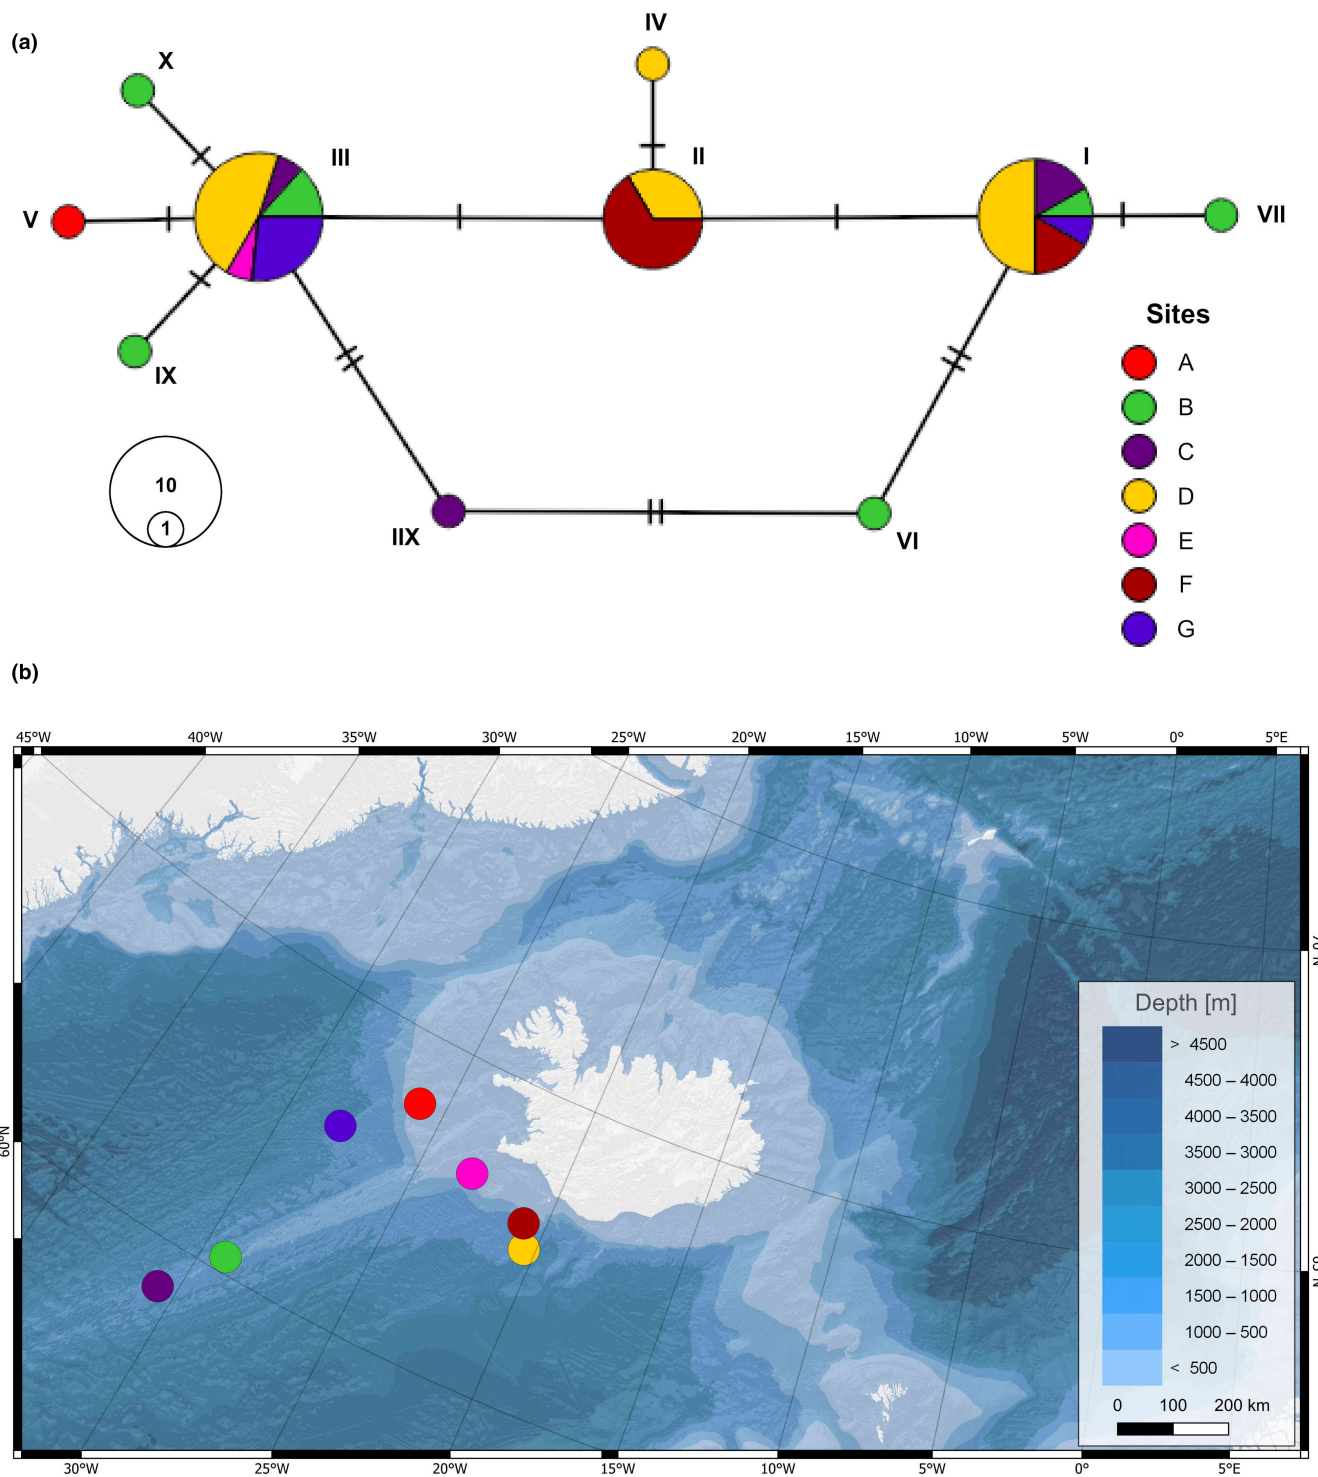 (a)
IV
X
III
II
I
V
VII
IX
Sites
A
B
10
C
1
D
IIX
VI
E
F
G
(b)
45°W 40°W 35°W 30°W 25°W 20°W 15°W 10°W 5°W 0° 5°E
60°N
Depth [m]
> 4500
4500 – 4000
4000 – 3500
3500 – 3000
3000 – 2500
2500 – 2000
2000 – 1500
1500 – 1000
1000 – 500
< 500
0 100 200 km
30°W 25°W 20°W 15°W 10°W 5°W 0° 5°E